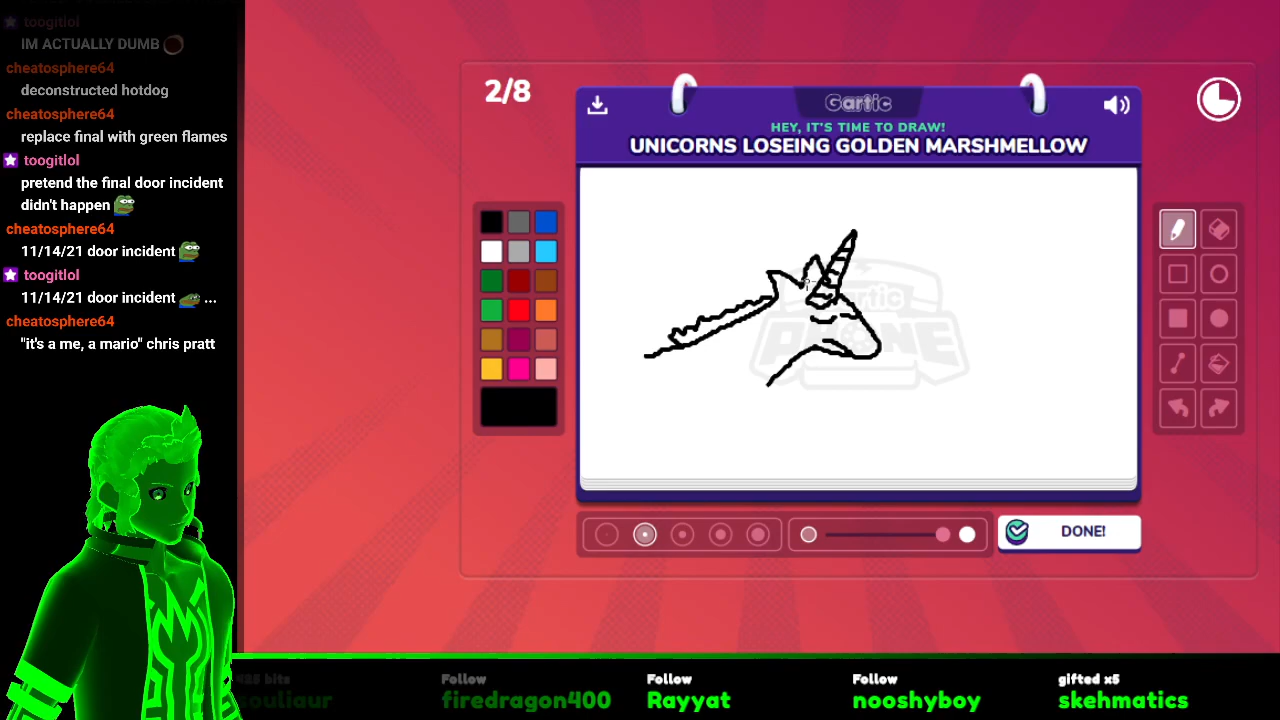 toogitlol
IM ACTUALLY DUMB
cheatosphere64
deconstructed hotdog
cheatosphere64
replace final with green flames
toogitlol
pretend the final door incident
didn't happen
cheatosphere64
11/14/21 door incident
toogitlol
11/14/21 door incident ...
cheatosphere64
"it's a me, a mario" chris pratt
2/8
Gartic
HEY, IT'S TIME TO DRAW!
UNICORNS LOSEING GOLDEN MARSHMELLOW
Gartic
PHONE
DONE!
bits
Follow
firedragon400
Follow
Rayyat
Follow
nooshyboy
gifted x5
skehmatics